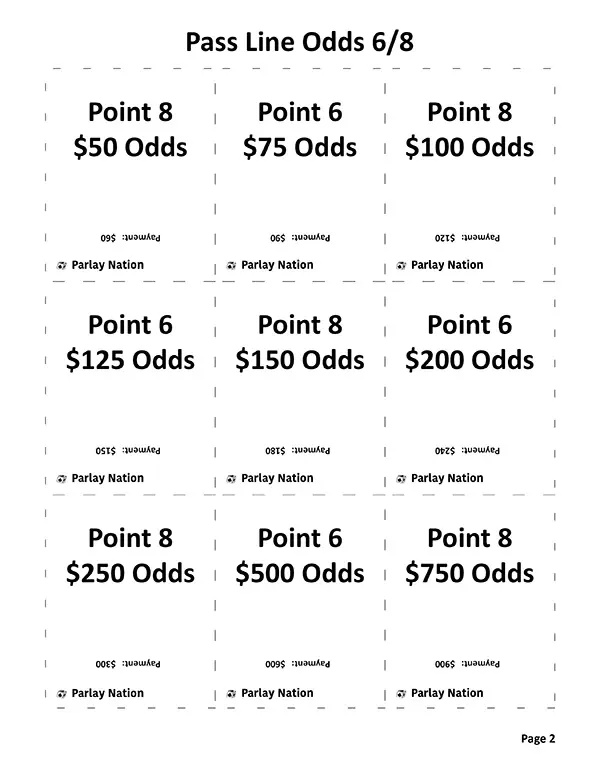 Pass Line Odds 6/8
Point 8
$50 Odds
Payment: $60
Parlay Nation
Point 6
$75 Odds
Payment: $90
Parlay Nation
Point 8
$100 Odds
Payment: $120
Parlay Nation
Point 6
$125 Odds
Payment: $150
Parlay Nation
Point 8
$150 Odds
Payment: $180
Parlay Nation
Point 6
$200 Odds
Payment: $240
Parlay Nation
Point 8
$250 Odds
Payment: $300
Parlay Nation
Point 6
$500 Odds
Payment: $600
Parlay Nation
Point 8
$750 Odds
Payment: $900
Parlay Nation
Page 2